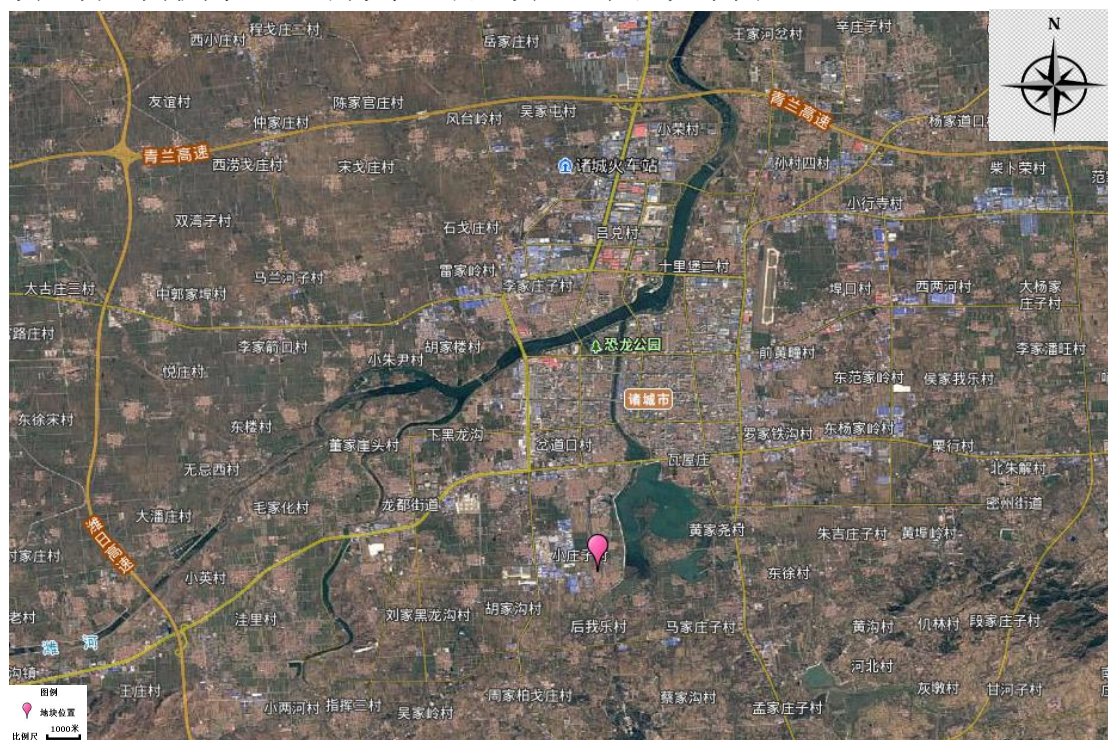 程戈庄二村
辛庄子村
王家河岔村
西小庄村
岳家庄村
N
友谊村
陈家官庄村
吴家屯村
青兰高速
仲家庄村
风台岭村
小荣村
杨家道口
青兰高速
西涝戈庄村
宋戈庄村
诸城火车站
孙村四村
柴卜荣村
双湾子村
石戈庄村
吕兑村
小行寺村
雷家岭村
十里堡二村
马兰河子村
大古庄三村
中郭家埠村
李家庄子村
埠口村
西两河村
大杨家
庄子村
路庄村
李家箭口村
小朱尹村
胡家楼村
恐龙公园
前黄疃村
李家潘旺村
悦庄村
东范家岭村
侯家我乐村
诸城市
东徐宋村
东楼村
董家崖头村
下黑龙沟
岔道口村
罗家铁沟村
东杨家岭村
栗行村
无忌西村
瓦屋庄
北朱解村
大潘庄村
毛家化村
龙都街道
密州街道
黄家尧村
朱吉庄子村
黄埠岭村
潍日高速
村家庄村
小庄子村
小英村
东徐村
老村
洼里村
刘家黑龙沟村
胡家沟村
后我乐村
马家庄子村
黄沟村
仉林村
段家庄子村
潍河
沟镇
河北村
王庄村
图例
地块位置
小两河村
指挥三村
吴家岭村
周家柏戈庄村
蔡家沟村
孟家庄子村
灰墩村
甘河子村
比例尺
1000米